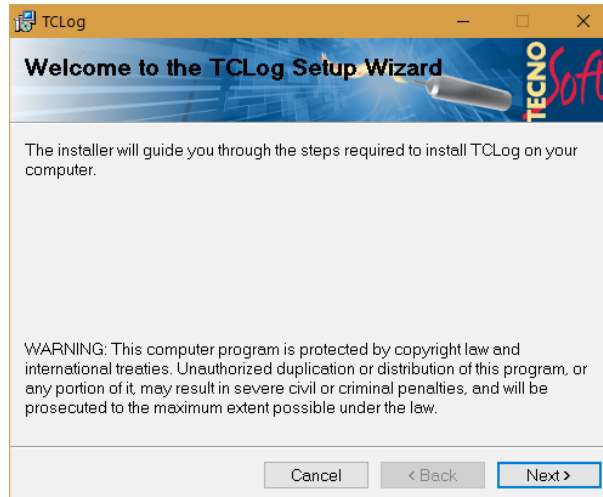 TCLog
Welcome to the TCLog Setup Wizard
TECNO
Soft
The installer will guide you through the steps required to install TCLog on your
computer.
WARNING: This computer program is protected by copyright law and
international treaties. Unauthorized duplication or distribution of this program, or
any portion of it, may result in severe civil or criminal penalties, and will be
prosecuted to the maximum extent possible under the law.
Cancel
< Back
Next >